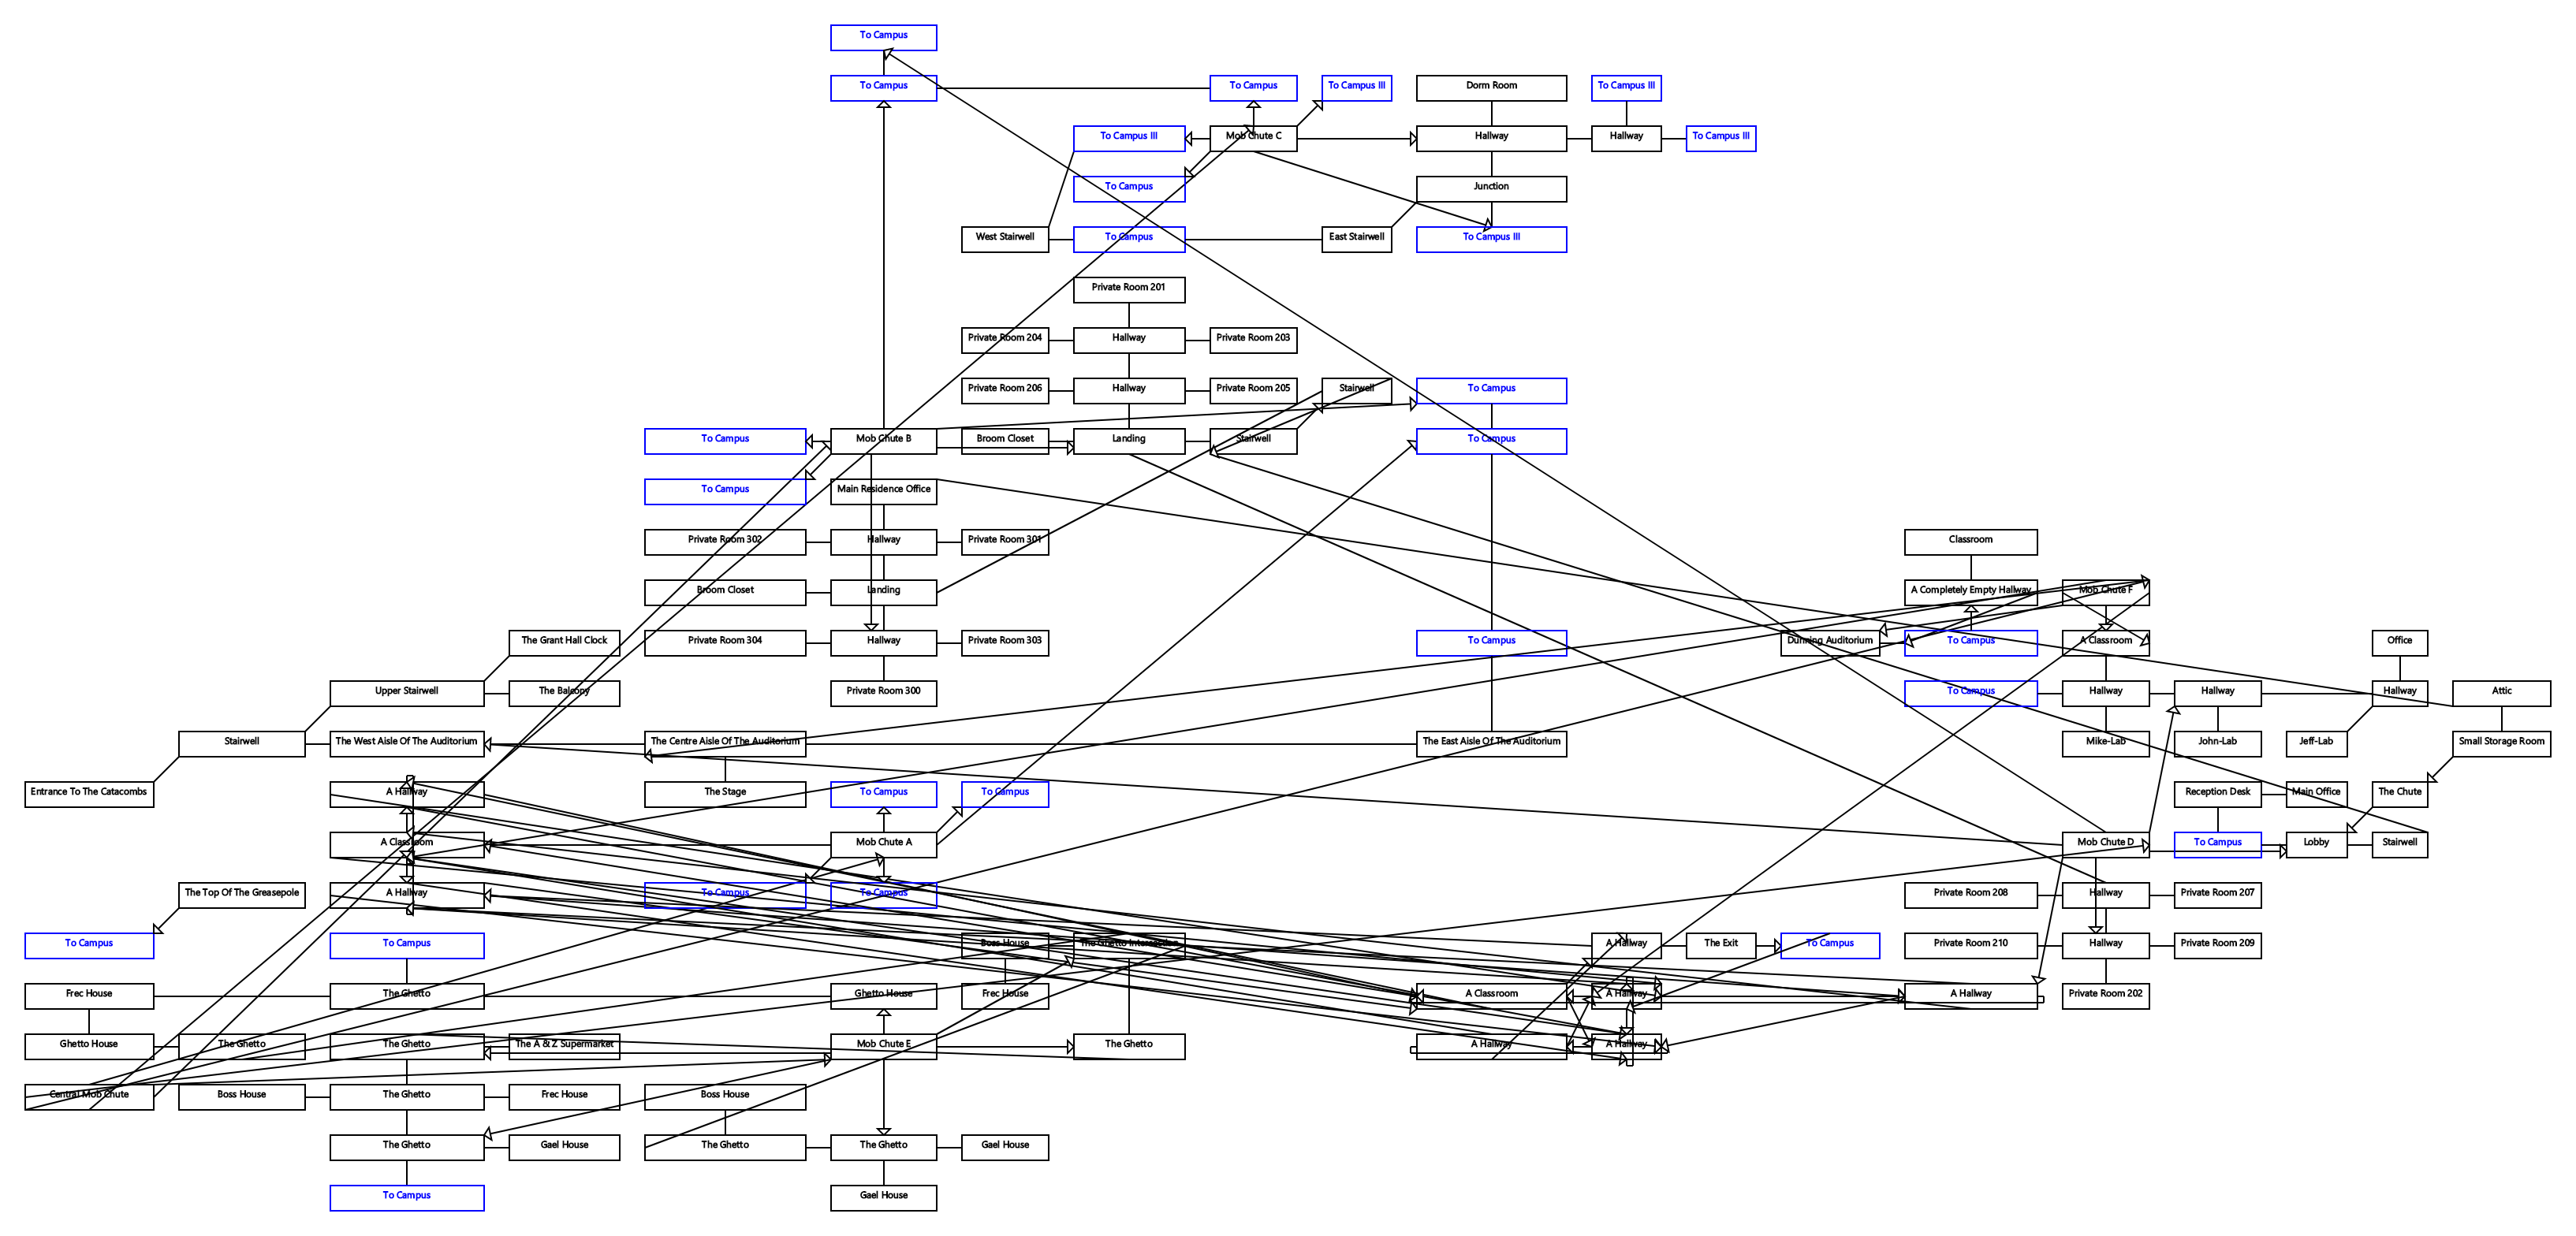 To Campus
To Campus
To Campus
To Campus III
Dorm Room
To Campus III
To Campus III
Mob Chute C
Hallway
Hallway
To Campus III
To Campus
Junction
West Stairwell
To Campus
East Stairwell
To Campus III
Private Room 201
Private Room 204
Hallway
Private Room 203
Private Room 206
Hallway
Private Room 205
Stairwell
To Campus
To Campus
Mob Chute B
Broom Closet
Landing
Stairwell
To Campus
To Campus
Main Residence Office
Private Room 302
Hallway
Private Room 301
Classroom
Broom Closet
Landing
A Completely Empty Hallway
Mob Chute F
The Grant Hall Clock
Private Room 304
Hallway
Private Room 303
To Campus
Dunning Auditorium
To Campus
A Classroom
Office
Upper Stairwell
The Balcony
Private Room 300
To Campus
Hallway
Hallway
Hallway
Attic
Stairwell
The West Aisle Of The Auditorium
The Centre Aisle Of The Auditorium
The East Aisle Of The Auditorium
Mike-Lab
John-Lab
Jeff-Lab
Small Storage Room
Entrance To The Catacombs
A Hallway
The Stage
To Campus
To Campus
Reception Desk
Main Office
The Chute
A Classroom
Mob Chute A
Mob Chute D
To Campus
Lobby
Stairwell
The Top Of The Greasepole
A Hallway
To Campus
To Campus
Private Room 208
Hallway
Private Room 207
To Campus
To Campus
Boss House
The Ghetto Intersection
A Hallway
The Exit
To Campus
Private Room 210
Hallway
Private Room 209
Frec House
The Ghetto
Ghetto House
Frec House
A Classroom
A Hallway
A Hallway
Private Room 202
Ghetto House
The Ghetto
The Ghetto
The A & Z Supermarket
Mob Chute E
The Ghetto
A Hallway
A Hallway
Central Mob Chute
Boss House
The Ghetto
Frec House
Boss House
The Ghetto
Gael House
The Ghetto
The Ghetto
Gael House
To Campus
Gael House